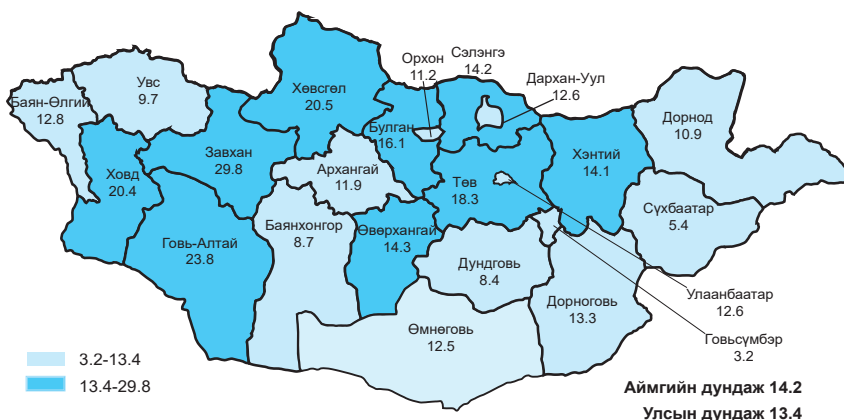 Орхон
11.2
Сэлэнгэ
14.2
Дархан-Уул
12.6
Увс
9.7
Хөвсгөл
20.5
Баян-Өлгий
12.8
Дорнод
10.9
Булган
16.1
Завхан
29.8
Хэнтий
14.1
Ховд
20.4
Архангай
11.9
Төв
18.3
Сүхбаатар
5.4
Говь-Алтай
23.8
Баянхонгор
8.7
Өвөрхангай
14.3
Дундговь
8.4
Улаанбаатар
12.6
Дорноговь
13.3
Өмнөговь
12.5
Говьсүмбэр
3.2
3.2-13.4
13.4-29.8
Аймгийн дундаж 14.2
Улсын дундаж 13.4